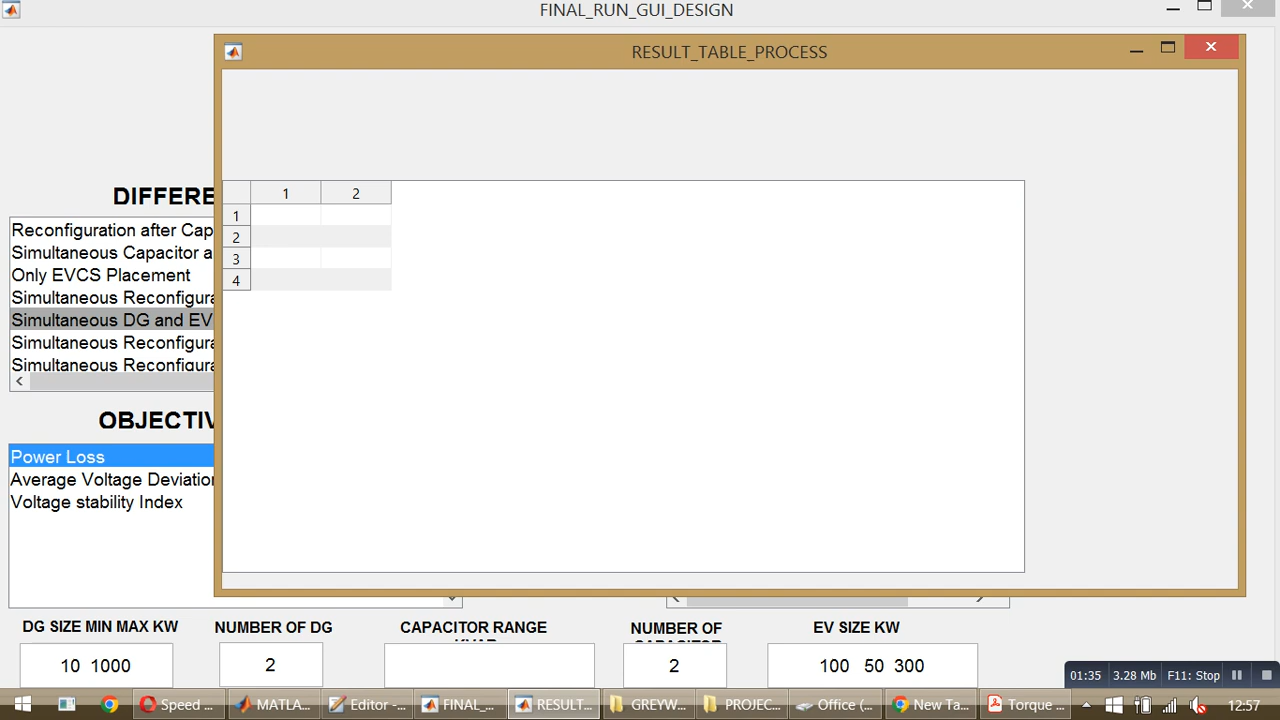 FINAL_RUN_GUI_DESIGN
RESULT_TABLE_PROCESS
1 2
1
2
3
4
DIFFERE
Reconfiguration after Cap
Simultaneous Capacitor a
Only EVCS Placement
Simultaneous Reconfigura
Simultaneous DG and EV
Simultaneous Reconfigura
Simultaneous Reconfigura
OBJECTIV
Power Loss
Average Voltage Deviation
Voltage stability Index
DG SIZE MIN MAX KW
NUMBER OF DG
CAPACITOR RANGE
KVAR
NUMBER OF
CAPACITOR
EV SIZE KW
10 1000
2
2
100 50 300
01:35 3.28 Mb F11: Stop
Speed ...
MATLA...
Editor -...
FINAL_...
RESULT...
GREYW...
PROJEC...
Office (...
New Ta...
Torque ...
12:57